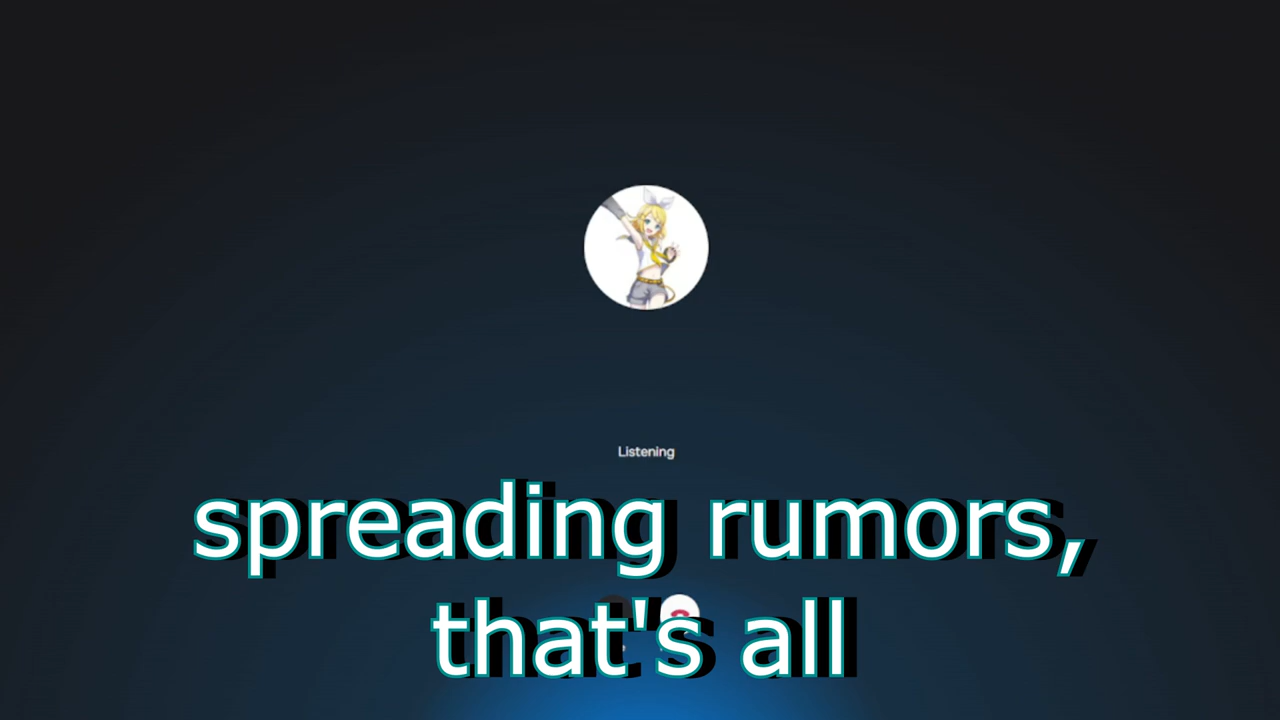 Listening
spreading rumors,
that's all